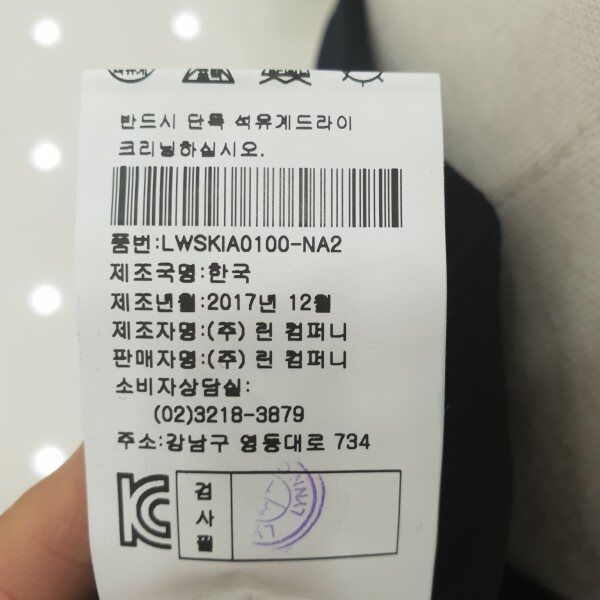 반드시 단독 석유계드라이
크리닝하십시오.
품번:LWSKIA0100-NA2
제조국명:한국
제조년월:2017년 12월
제조자명:(주) 린 컴퍼니
판매자명:(주) 린 컴퍼니
소비자상담실:
(02)3218-3879
주소:강남구 영동대로 734
검
사
필